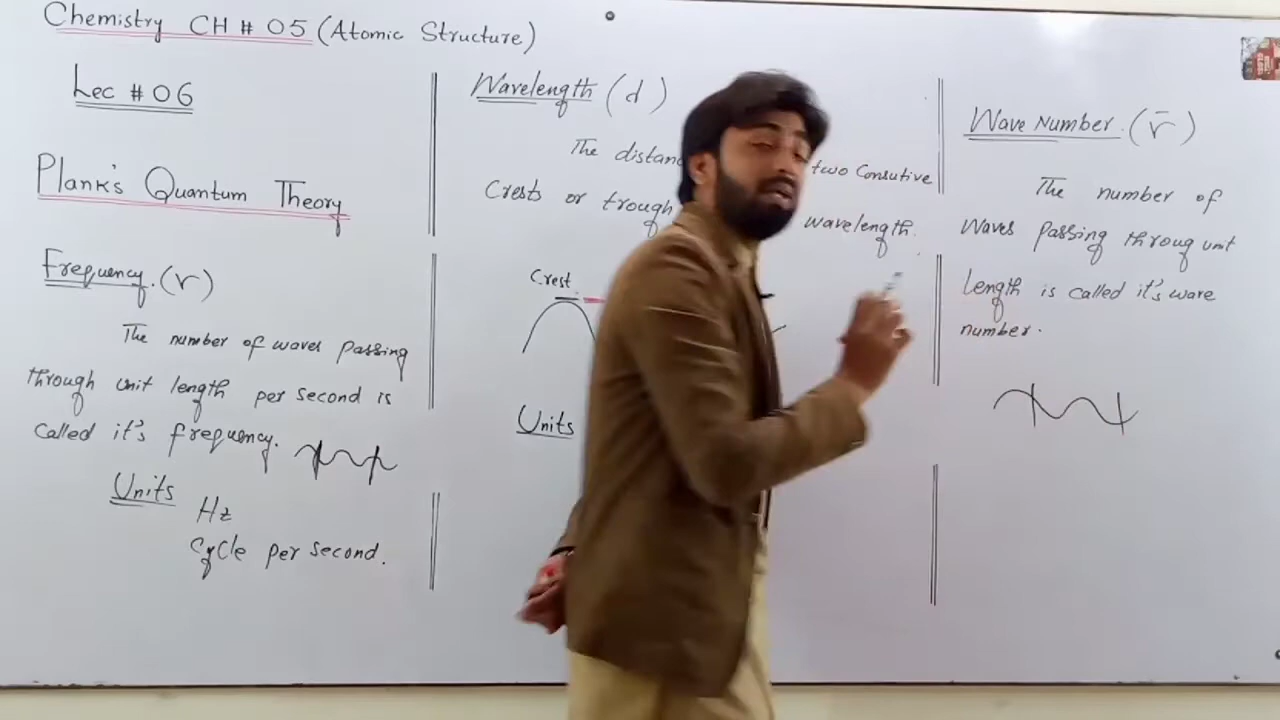 Chemistry CH # 05 (Atomic Structure)
Lec # 06
Plank's Quantum Theory
Frequency. (ν)
The number of waves passing
through unit length per second is
called it's frequency.
Units
Hz
Cycle per second.
Wavelength (d)
The distan two Consutive
Crests or trough wavelength.
Crest
Units
Wave Number. (ν̄)
The number of
Waves passing throug unit
length is called it's wave
number.